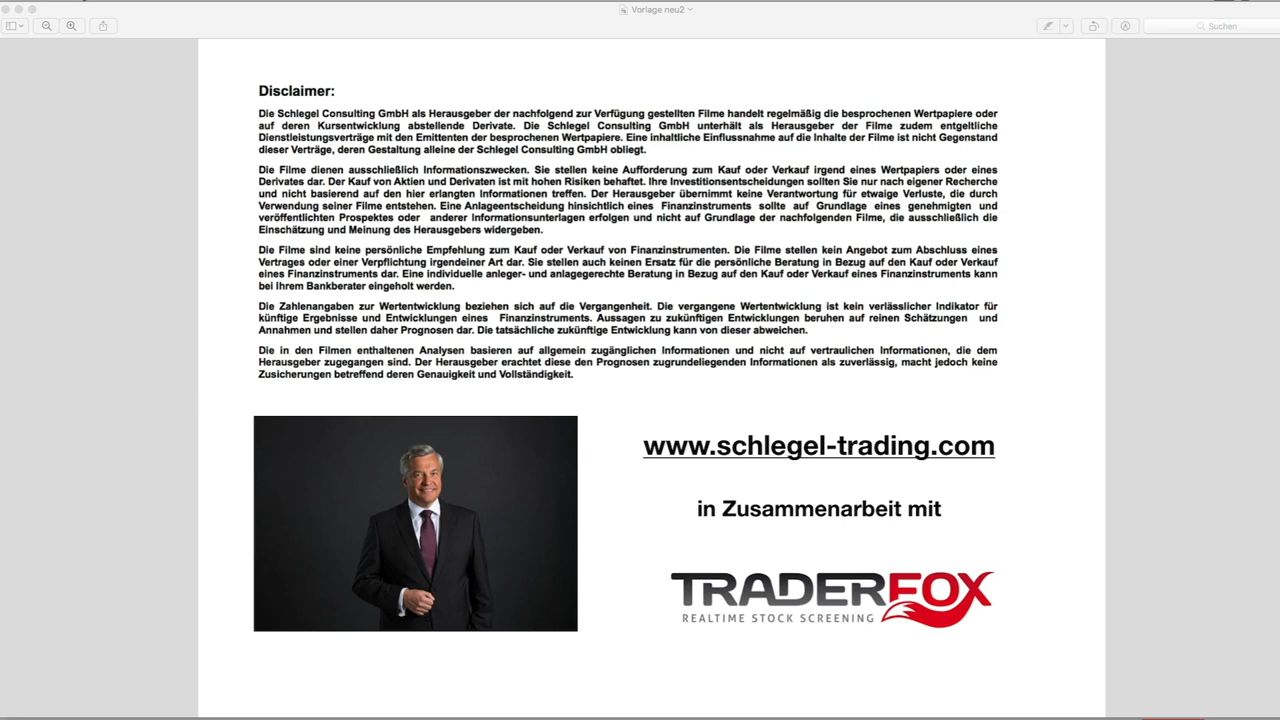 Vorlage neu2
Suchen
Disclaimer:
Die Schlegel Consulting GmbH als Herausgeber der nachfolgend zur Verfügung gestellten Filme handelt regelmäßig die besprochenen Wertpapiere oder
auf deren Kursentwicklung abstellende Derivate. Die Schlegel Consulting GmbH unterhält als Herausgeber der Filme zudem entgeltliche
Dienstleistungsverträge mit den Emittenten der besprochenen Wertpapiere. Eine inhaltliche Einflussnahme auf die Inhalte der Filme ist nicht Gegenstand
dieser Verträge, deren Gestaltung alleine der Schlegel Consulting GmbH obliegt.
Die Filme dienen ausschließlich Informationszwecken. Sie stellen keine Aufforderung zum Kauf oder Verkauf irgend eines Wertpapiers oder eines
Derivates dar. Der Kauf von Aktien und Derivaten ist mit hohen Risiken behaftet. Ihre Investitionsentscheidungen sollten Sie nur nach eigener Recherche
und nicht basierend auf den hier erlangten Informationen treffen. Der Herausgeber übernimmt keine Verantwortung für etwaige Verluste, die durch
Verwendung seiner Filme entstehen. Eine Anlageentscheidung hinsichtlich eines Finanzinstruments sollte auf Grundlage eines genehmigten und
veröffentlichten Prospektes oder anderer Informationsunterlagen erfolgen und nicht auf Grundlage der nachfolgenden Filme, die ausschließlich die
Einschätzung und Meinung des Herausgebers widergeben.
Die Filme sind keine persönliche Empfehlung zum Kauf oder Verkauf von Finanzinstrumenten. Die Filme stellen kein Angebot zum Abschluss eines
Vertrages oder einer Verpflichtung irgendeiner Art dar. Sie stellen auch keinen Ersatz für die persönliche Beratung in Bezug auf den Kauf oder Verkauf
eines Finanzinstruments dar. Eine individuelle anleger- und anlagegerechte Beratung in Bezug auf den Kauf oder Verkauf eines Finanzinstruments kann
bei Ihrem Bankberater eingeholt werden.
Die Zahlenangaben zur Wertentwicklung beziehen sich auf die Vergangenheit. Die vergangene Wertentwicklung ist kein verlässlicher Indikator für
künftige Ergebnisse und Entwicklungen eines Finanzinstruments. Aussagen zu zukünftigen Entwicklungen beruhen auf reinen Schätzungen und
Annahmen und stellen daher Prognosen dar. Die tatsächliche zukünftige Entwicklung kann von dieser abweichen.
Die in den Filmen enthaltenen Analysen basieren auf allgemein zugänglichen Informationen und nicht auf vertraulichen Informationen, die dem
Herausgeber zugegangen sind. Der Herausgeber erachtet diese den Prognosen zugrundeliegenden Informationen als zuverlässig, macht jedoch keine
Zusicherungen betreffend deren Genauigkeit und Vollständigkeit.
www.schlegel-trading.com
in Zusammenarbeit mit
TRADERFOX
REALTIME STOCK SCREENING